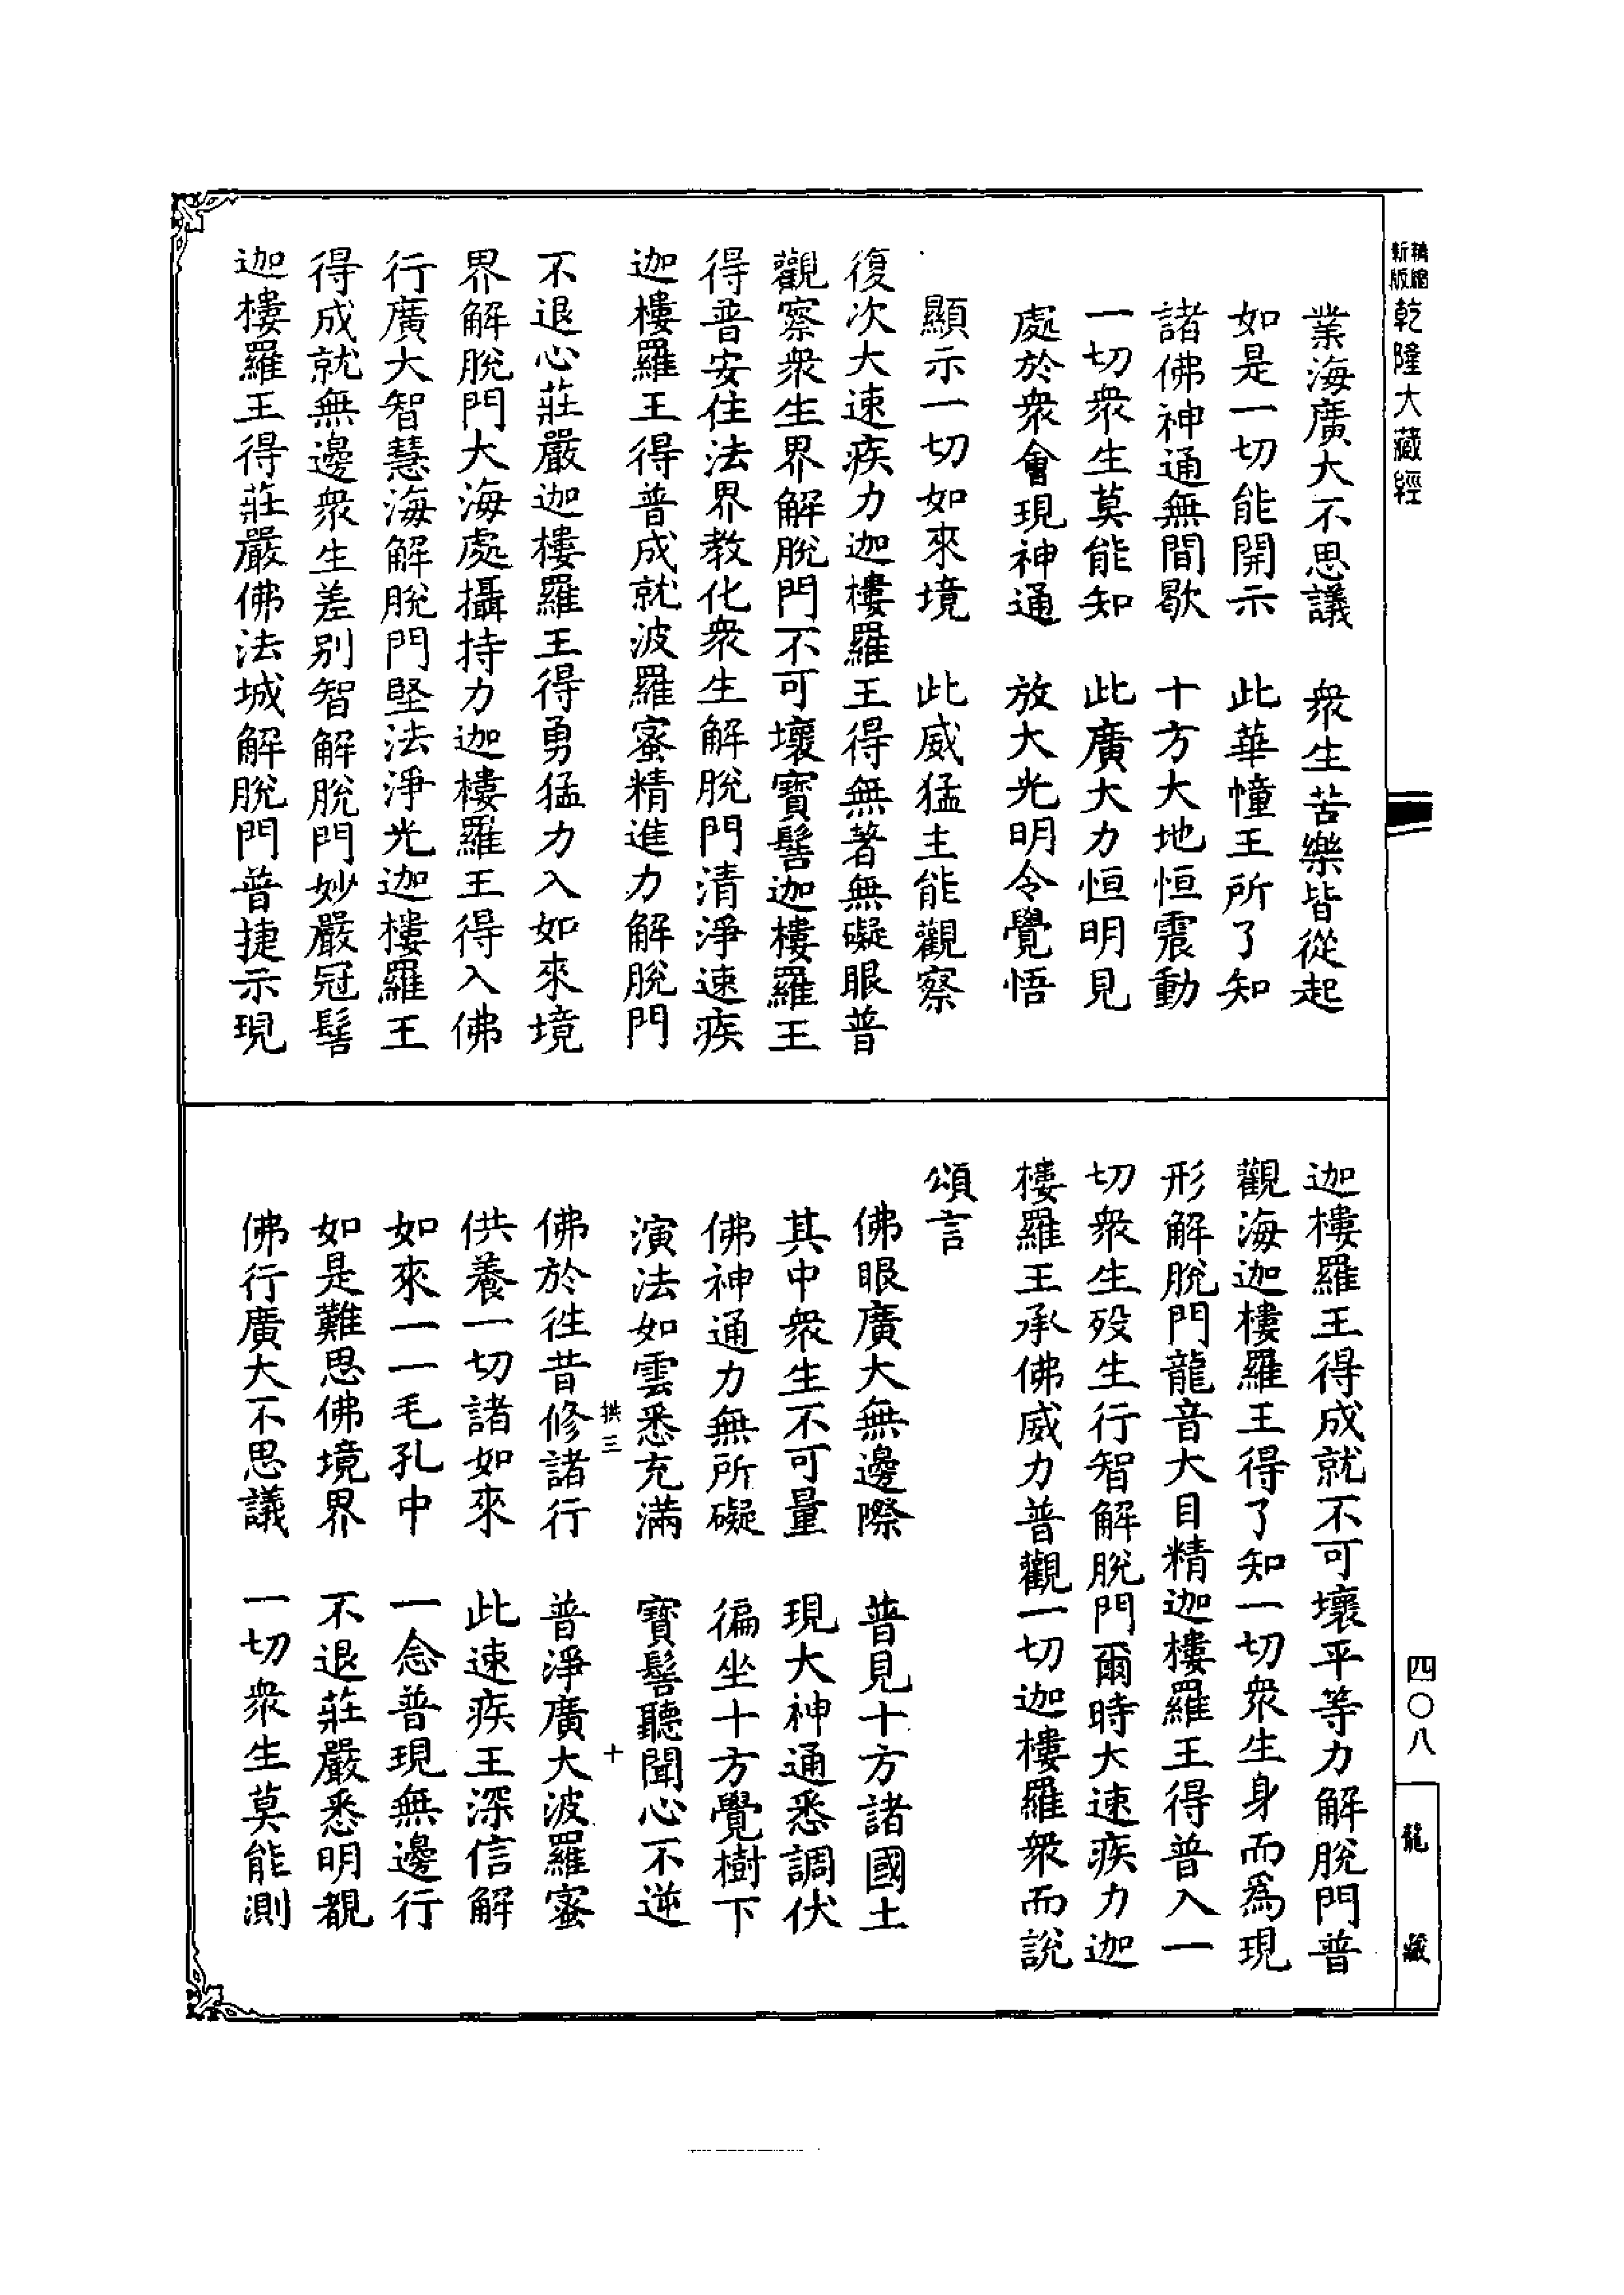 精縮新版乾隆大藏經
業海廣大不思議　衆生苦樂皆從起
如是一切能開示　此華幢王所了知
諸佛神通無間歇　十方大地恒震動
一切衆生莫能知　此廣大力恒明見
處於衆會現神通　放大光明令覺悟
顯示一切如來境　此威猛主能觀察
復次大速疾力迦樓羅王得無著無礙眼普
觀察衆生界解脫門不可壞寶髻迦樓羅王
得普安住法界教化衆生解脫門清淨速疾
迦樓羅王得普成就波羅蜜精進力解脫門
不退心莊嚴迦樓羅王得勇猛力入如來境
界解脫門大海處攝持力迦樓羅王得入佛
行廣大智慧海解脫門堅法淨光迦樓羅王
得成就無邊衆生差別智解脫門妙嚴冠髻
迦樓羅王得莊嚴佛法城解脫門普捷示現
迦樓羅王得成就不可壞平等力解脫門普
觀海迦樓羅王得了知一切衆生身而爲現
形解脫門龍音大目精迦樓羅王得普入一
切衆生歿生行智解脫門爾時大速疾力迦
樓羅王承佛威力普觀一切迦樓羅衆而說
頌言
佛眼廣大無邊際　普見十方諸國土
其中衆生不可量　現大神通悉調伏
佛神通力無所礙　徧坐十方覺樹下
演法如雲悉充滿　寶髻聽聞心不逆
拱三　十
佛於徃昔修諸行　普淨廣大波羅蜜
供養一切諸如來　此速疾王深信解
如來一一毛孔中　一念普現無邊行
如是難思佛境界　不退莊嚴悉明覩
佛行廣大不思議　一切衆生莫能測
四〇八
龍藏